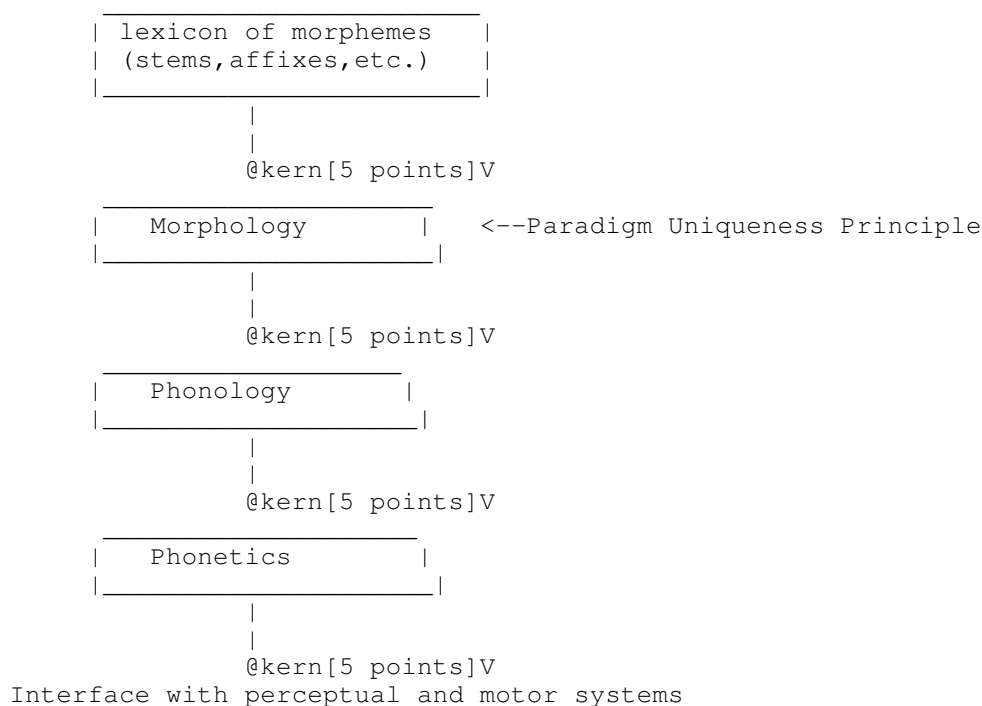 lexicon of morphemes
(stems,affixes,etc.)
@kern[5 points]V
Morphology <--Paradigm Uniqueness Principle
@kern[5 points]V
Phonology
@kern[5 points]V
Phonetics
@kern[5 points]V
Interface with perceptual and motor systems